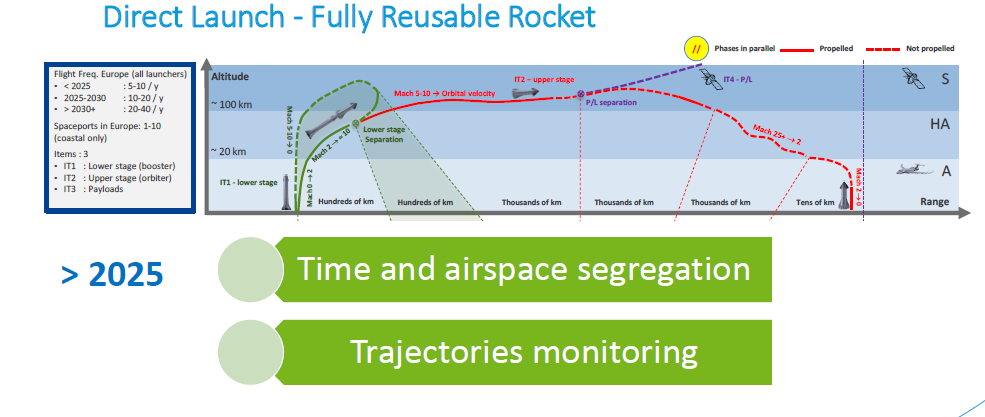 Direct Launch - Fully Reusable Rocket
// Phases in parallel Propelled Not propelled
Flight Freq. Europe (all launchers)
• < 2025 : 5-10 / y
• 2025-2030 : 10-20 / y
• > 2030+ : 20-40 / y
Spaceports in Europe: 1-10
(coastal only)
Items : 3
• IT1 : Lower stage (booster)
• IT2 : Upper stage (orbiter)
• IT3 : Payloads
Altitude
~ 100 km
~ 20 km
IT1 - lower stage
Mach 5-10 → 0
Mach 0 → 2
Mach 2 → ≈ 10
Lower stage
Separation
Mach 5-10 → Orbital velocity
IT2 – upper stage
P/L separation
IT4 - P/L
Mach 25+ → 2
Mach 2 → 0
S
HA
A
Hundreds of km
Hundreds of km
Thousands of km
Thousands of km
Thousands of km
Tens of km
Range
> 2025
Time and airspace segregation
Trajectories monitoring